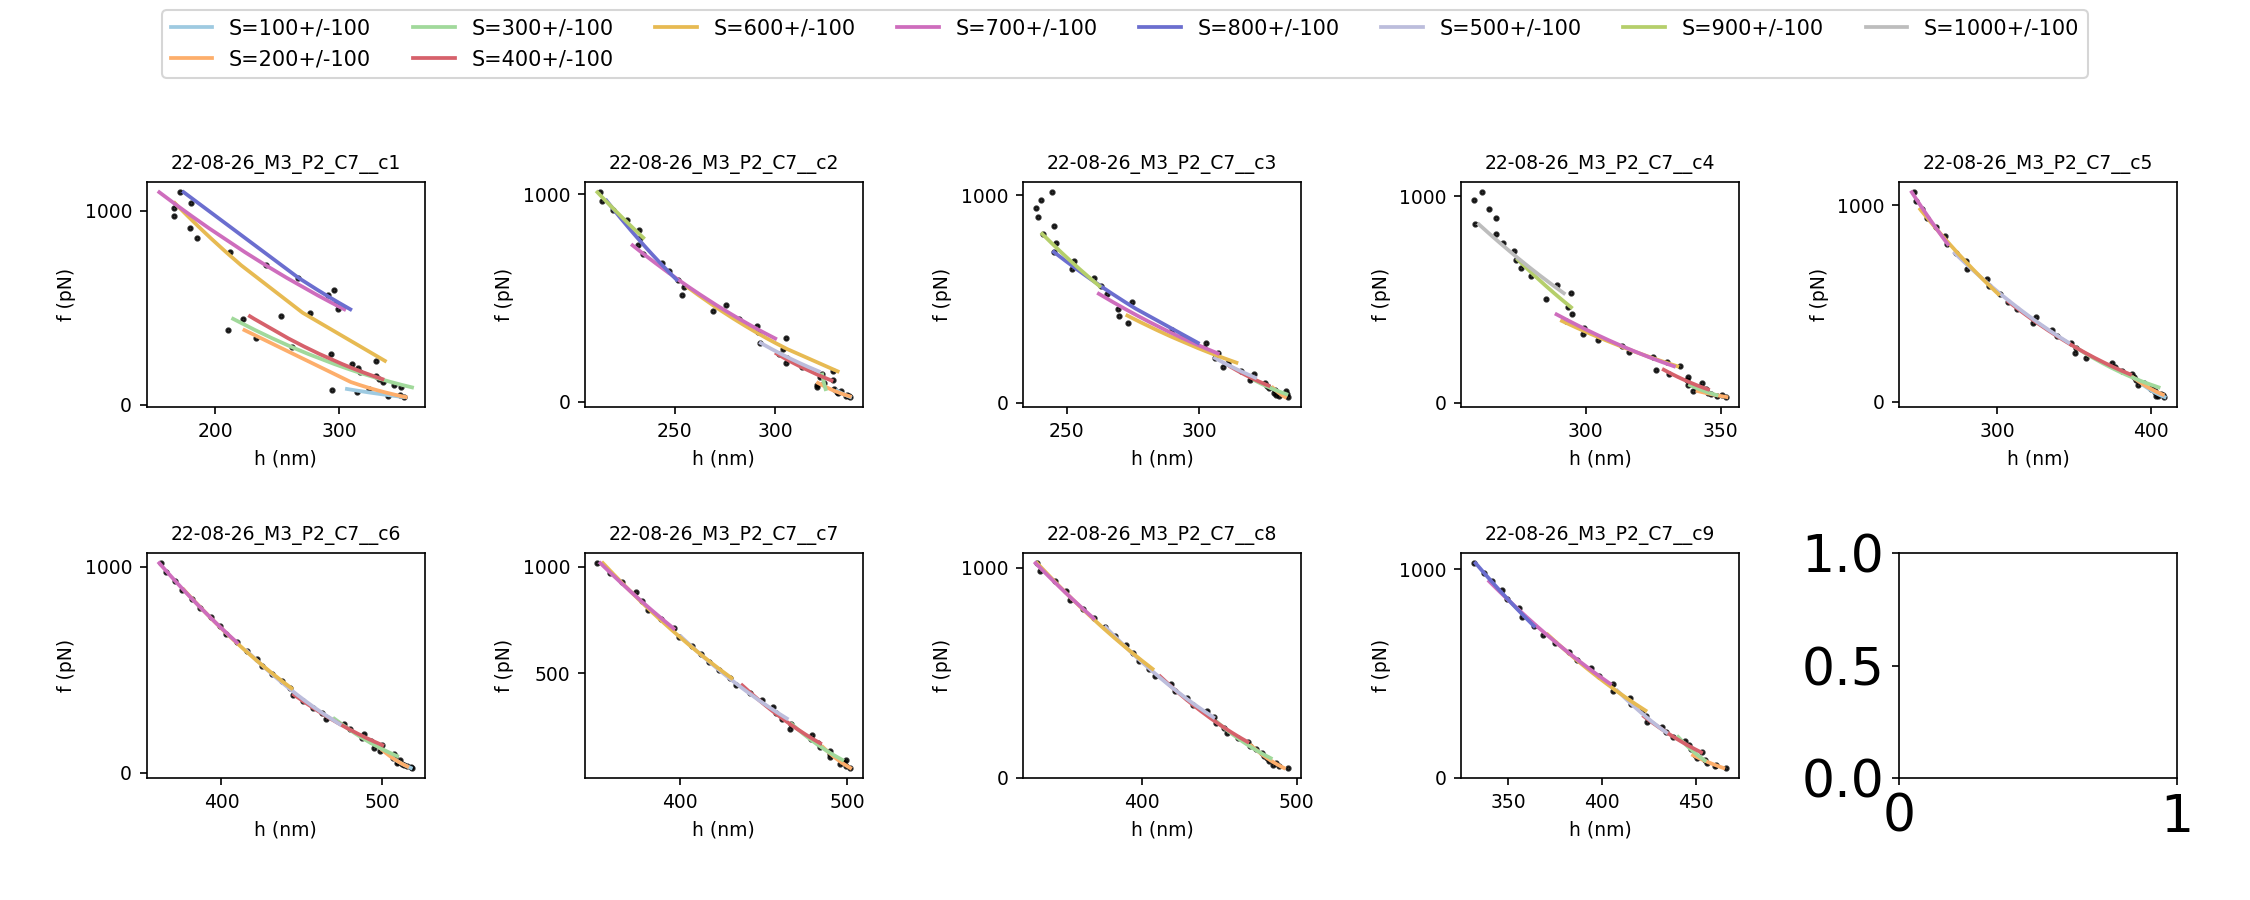 S=100+/-100 S=300+/-100 S=600+/-100 S=700+/-100 S=800+/-100 S=500+/-100 S=900+/-100 S=1000+/-100
S=200+/-100 S=400+/-100
22-08-26_M3_P2_C7__c1
1000
0
f (pN)
200 300
h (nm)
22-08-26_M3_P2_C7__c2
1000
0
f (pN)
250 300
h (nm)
22-08-26_M3_P2_C7__c3
1000
0
f (pN)
250 300
h (nm)
22-08-26_M3_P2_C7__c4
1000
0
f (pN)
300 350
h (nm)
22-08-26_M3_P2_C7__c5
1000
0
f (pN)
300 400
h (nm)
22-08-26_M3_P2_C7__c6
1000
0
f (pN)
400 500
h (nm)
22-08-26_M3_P2_C7__c7
1000
500
f (pN)
400 500
h (nm)
22-08-26_M3_P2_C7__c8
1000
0
f (pN)
400 500
h (nm)
22-08-26_M3_P2_C7__c9
1000
0
f (pN)
350 400 450
h (nm)
1.0
0.5
0.0
0 1